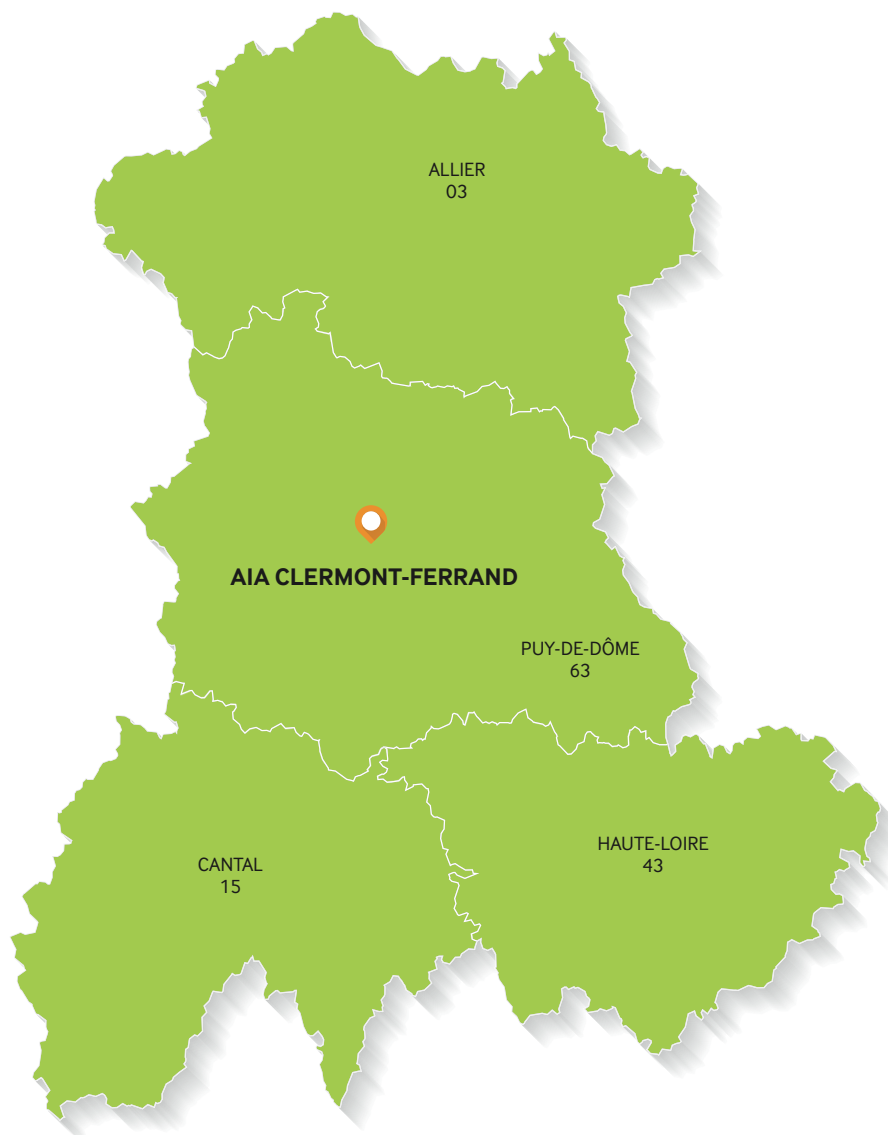 ALLIER
03
AIA CLERMONT-FERRAND
PUY-DE-DÔME
63
HAUTE-LOIRE
43
CANTAL
15